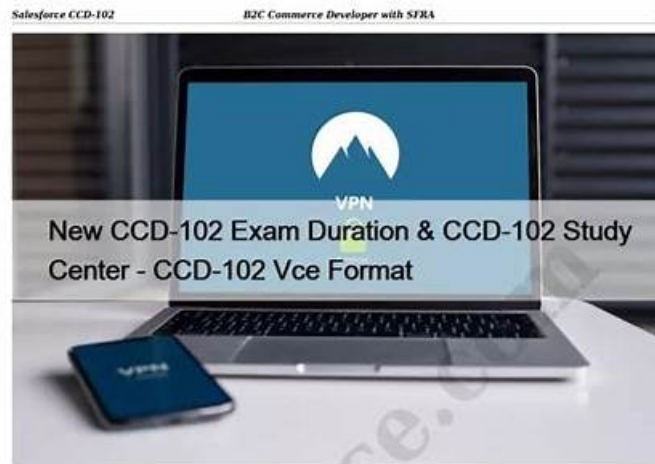 Salesforce CCD-102 B2C Commerce Developer with SFRA
VPN
New CCD-102 Exam Duration & CCD-102 Study
Center - CCD-102 Vce Format
VPN